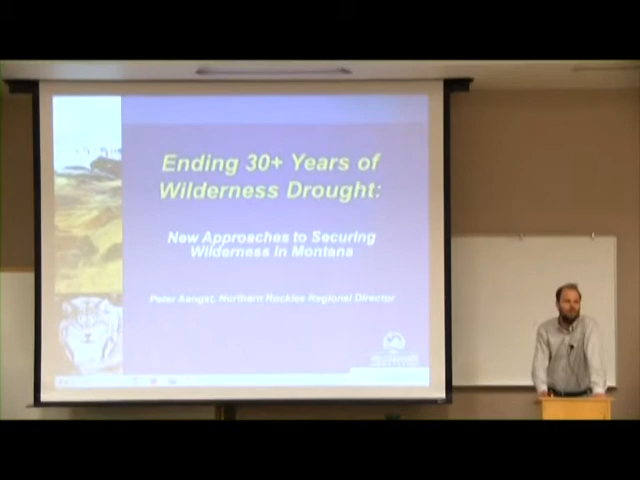 Ending 30+ Years of
Wilderness Drought:
New Approaches to Securing
Wilderness in Montana
Peter Aengst, Northern Rockies Regional Director